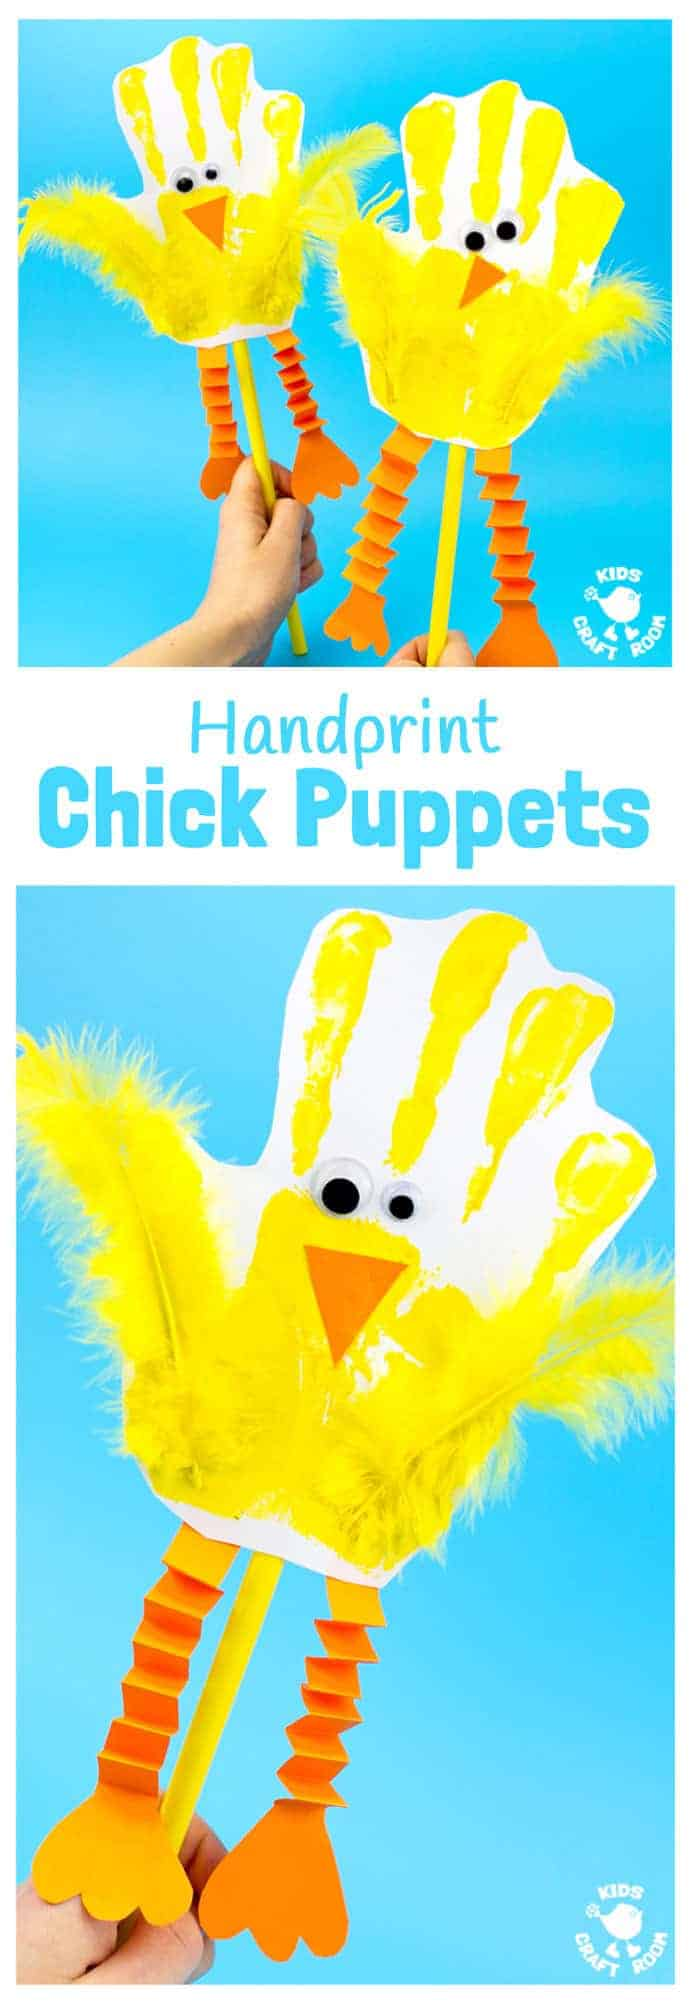 KIDS
CRAFT ROOM
Handprint
Chick Puppets
KIDS
CRAFT ROOM